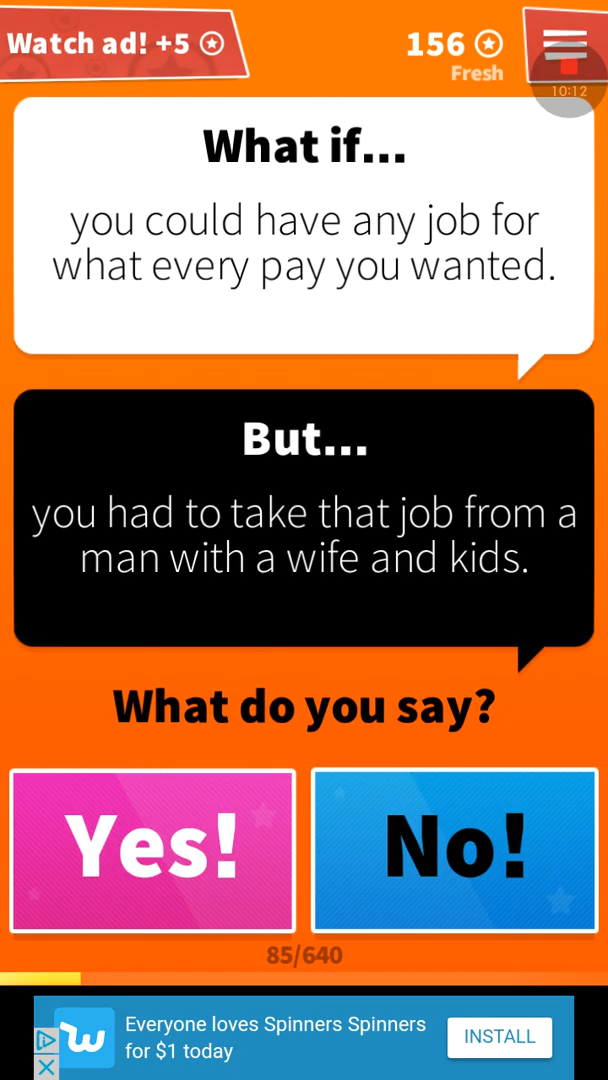 Watch ad! +5
156
Fresh
10:12
What if...
you could have any job for
what every pay you wanted.
But...
you had to take that job from a
man with a wife and kids.
What do you say?
Yes!
No!
85/640
Everyone loves Spinners Spinners
for $1 today
INSTALL